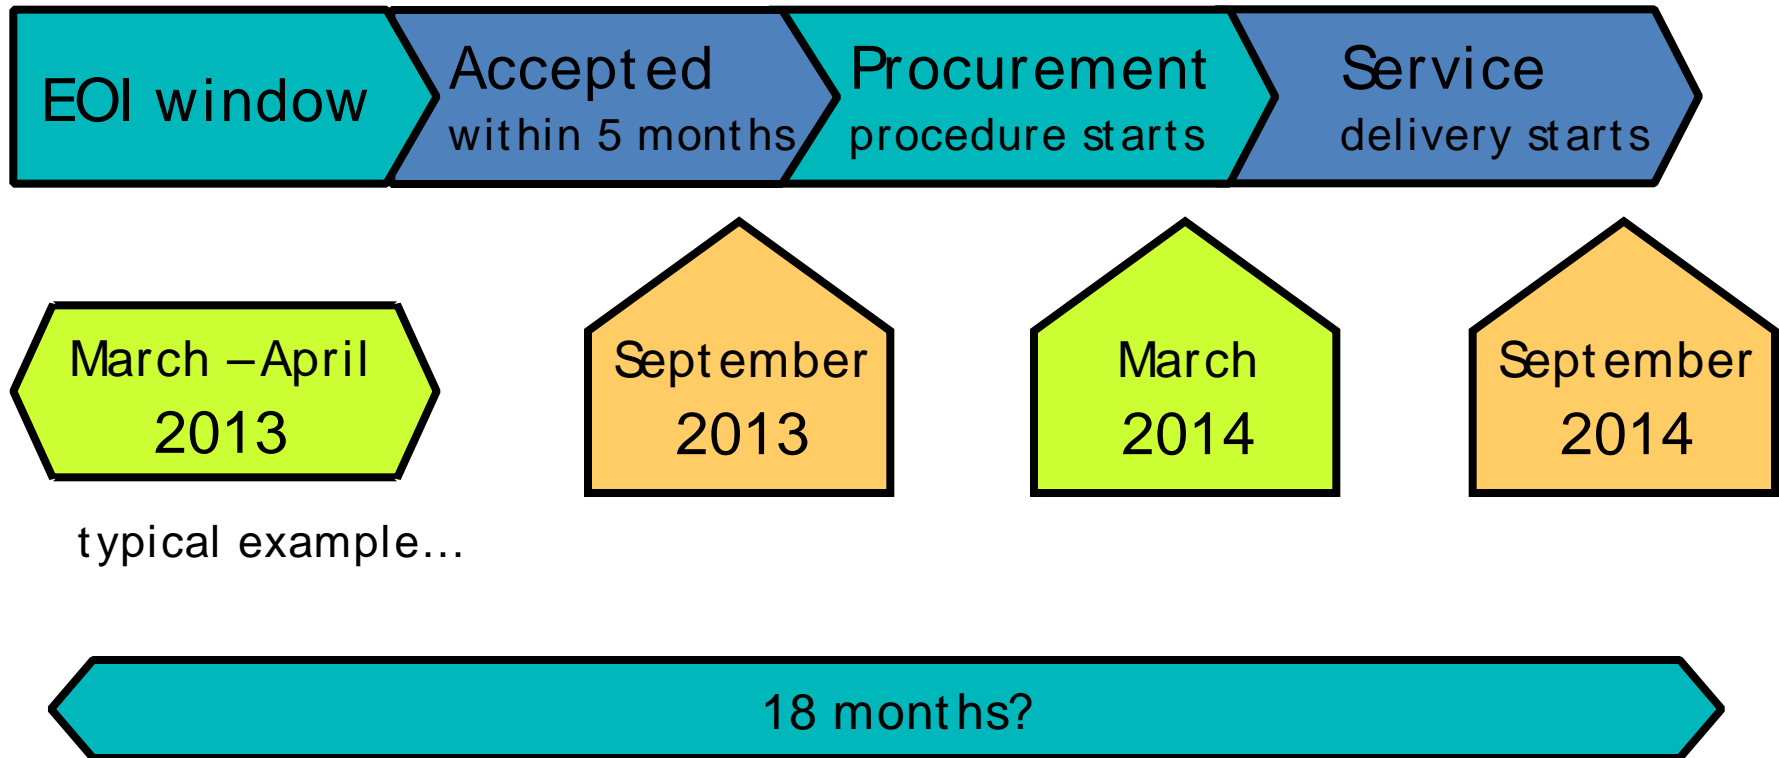 EOI window
Accepted
within 5 months
Procurement
procedure starts
Service
delivery starts
March – April
2013
September
2013
March
2014
September
2014
typical example…
18 months?